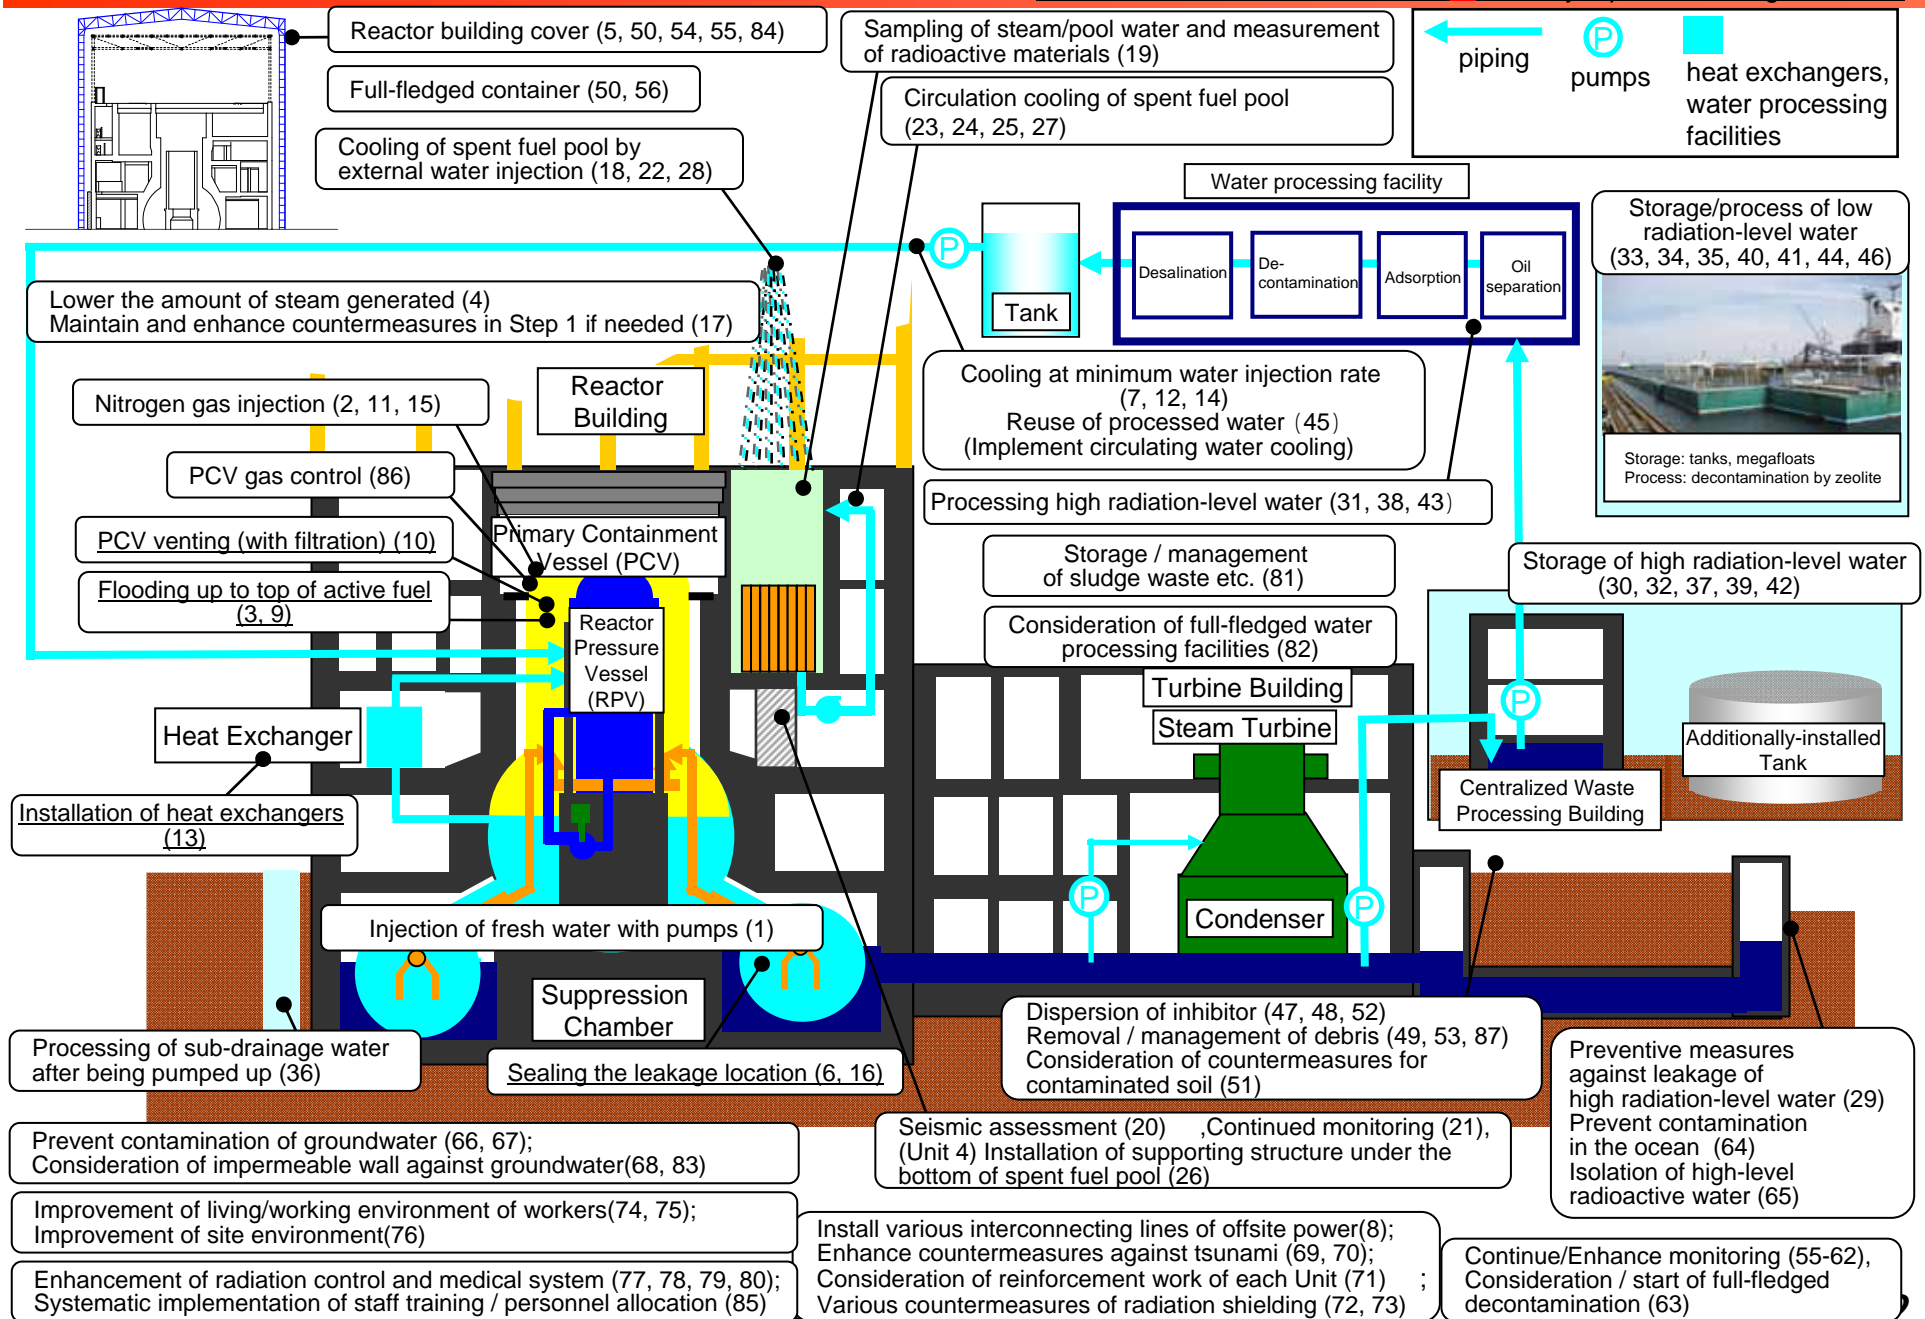 Reactor building cover (5, 50, 54, 55, 84)
Full-fledged container (50, 56)
Cooling of spent fuel pool by
external water injection (18, 22, 28)
Sampling of steam/pool water and measurement
of radioactive materials (19)
Circulation cooling of spent fuel pool
(23, 24, 25, 27)
piping
P
pumps
heat exchangers,
water processing
facilities
Water processing facility
Desalination
De-
contamination
Adsorption
Oil
separation
Tank
P
Storage/process of low
radiation-level water
(33, 34, 35, 40, 41, 44, 46)
Storage: tanks, megafloats
Process: decontamination by zeolite
Lower the amount of steam generated (4)
Maintain and enhance countermeasures in Step 1 if needed (17)
Nitrogen gas injection (2, 11, 15)
Reactor
Building
Cooling at minimum water injection rate
(7, 12, 14)
Reuse of processed water (45)
(Implement circulating water cooling)
PCV gas control (86)
Processing high radiation-level water (31, 38, 43)
PCV venting (with filtration) (10)
Primary Containment
Vessel (PCV)
Storage / management
of sludge waste etc. (81)
Storage of high radiation-level water
(30, 32, 37, 39, 42)
Flooding up to top of active fuel
(3, 9)
Reactor
Pressure
Vessel
(RPV)
Consideration of full-fledged water
processing facilities (82)
Turbine Building
Steam Turbine
P
Heat Exchanger
Additionally-installed
Tank
Centralized Waste
Processing Building
Installation of heat exchangers
(13)
P
P
Condenser
Injection of fresh water with pumps (1)
Suppression
Chamber
Dispersion of inhibitor (47, 48, 52)
Removal / management of debris (49, 53, 87)
Consideration of countermeasures for
contaminated soil (51)
Processing of sub-drainage water
after being pumped up (36)
Sealing the leakage location (6, 16)
Preventive measures
against leakage of
high radiation-level water (29)
Prevent contamination
in the ocean (64)
Isolation of high-level
radioactive water (65)
Prevent contamination of groundwater (66, 67);
Consideration of impermeable wall against groundwater(68, 83)
Seismic assessment (20) ,Continued monitoring (21),
(Unit 4) Installation of supporting structure under the
bottom of spent fuel pool (26)
Improvement of living/working environment of workers(74, 75);
Improvement of site environment(76)
Install various interconnecting lines of offsite power(8);
Enhance countermeasures against tsunami (69, 70);
Consideration of reinforcement work of each Unit (71) ;
Various countermeasures of radiation shielding (72, 73)
Continue/Enhance monitoring (55-62),
Consideration / start of full-fledged
decontamination (63)
Enhancement of radiation control and medical system (77, 78, 79, 80);
Systematic implementation of staff training / personnel allocation (85)